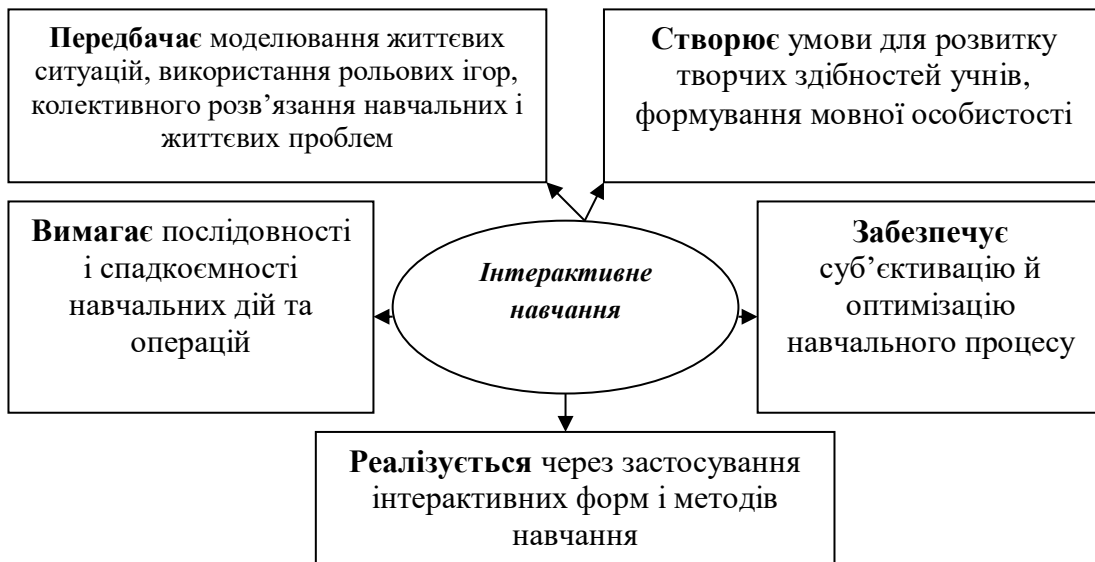 Передбачає моделювання життєвих
ситуацій, використання рольових ігор,
колективного розв’язання навчальних і
життєвих проблем
Створює умови для розвитку
творчих здібностей учнів,
формування мовної особистості
Вимагає послідовності
і спадкоємності
навчальних дій та
операцій
Інтерактивне
навчання
Забезпечує
суб’єктивацію й
оптимізацію
навчального процесу
Реалізується через застосування
інтерактивних форм і методів
навчання